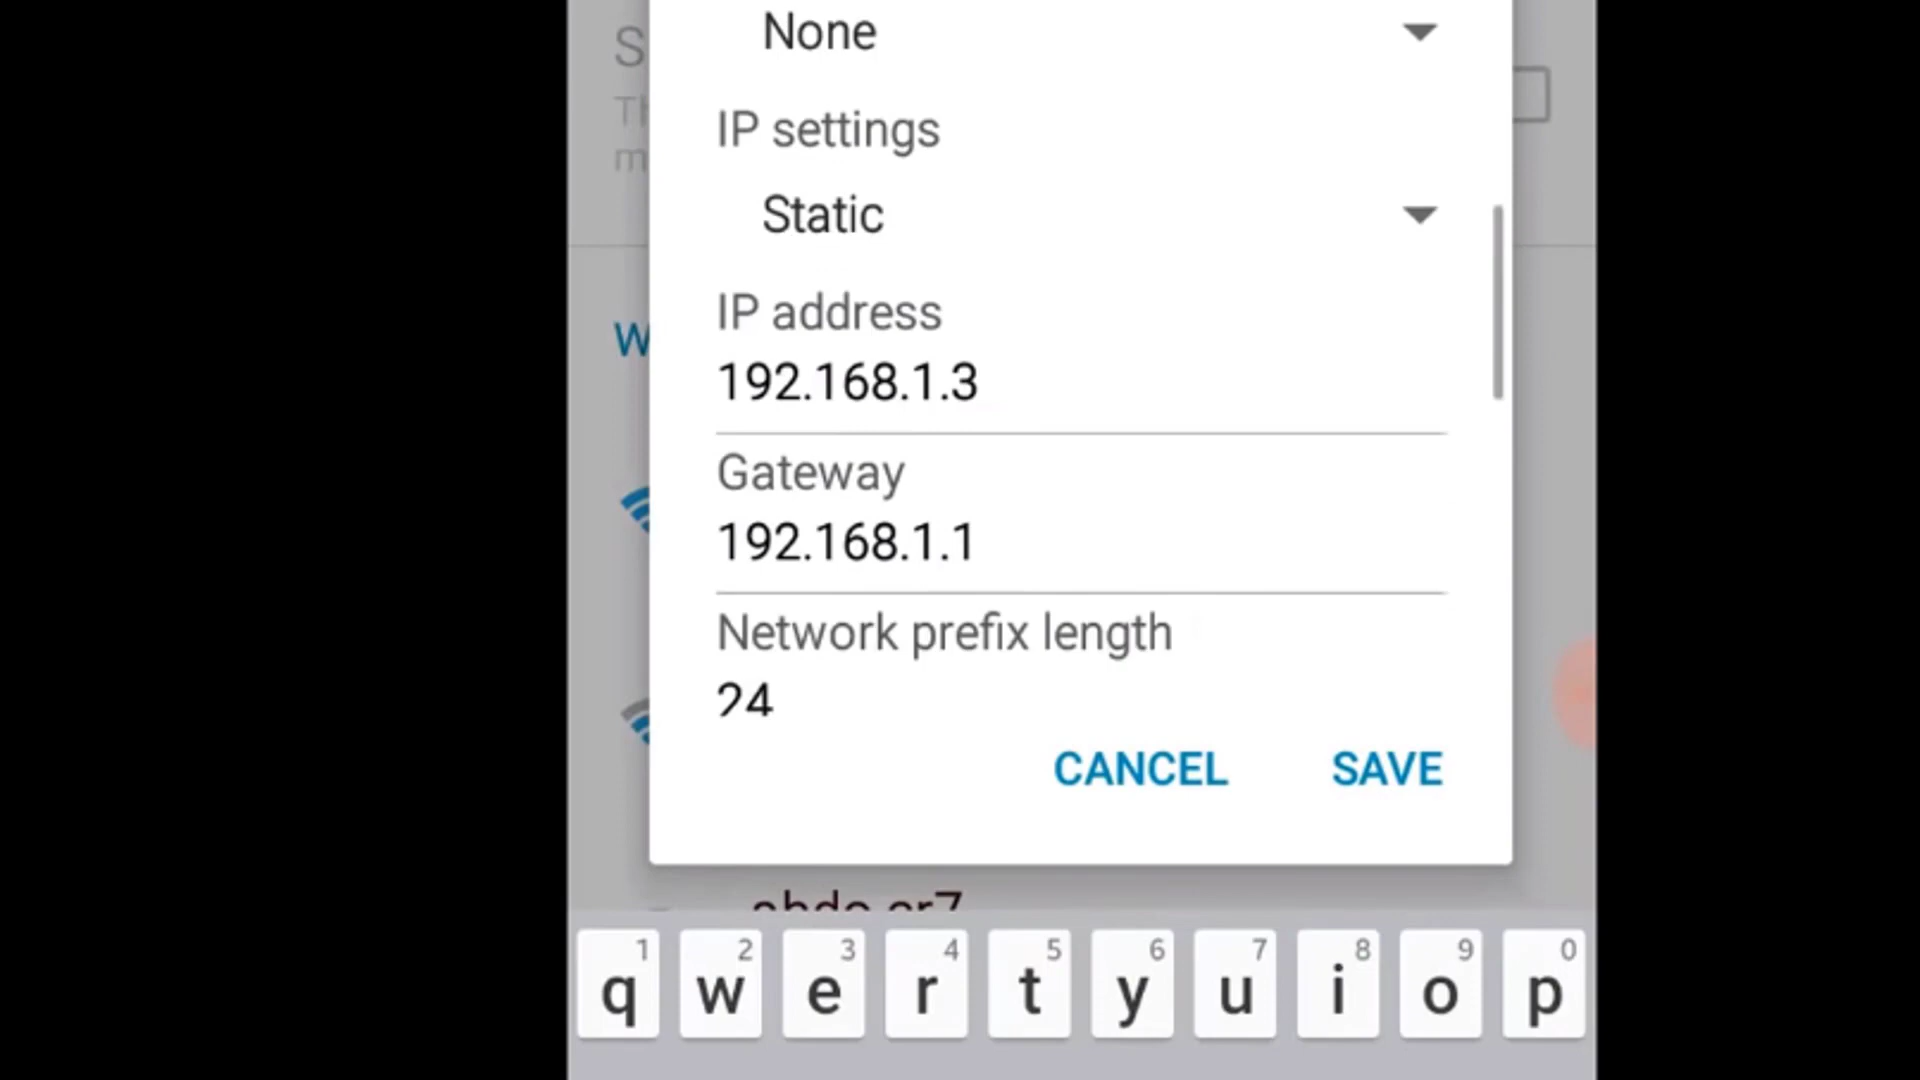 None
S
Th
m
IP settings
Static
IP address
W
192.168.1.3
Gateway
192.168.1.1
Network prefix length
24
CANCEL SAVE
1 2 3 4 5 6 7 8 9 0
q w e r t y u i o p